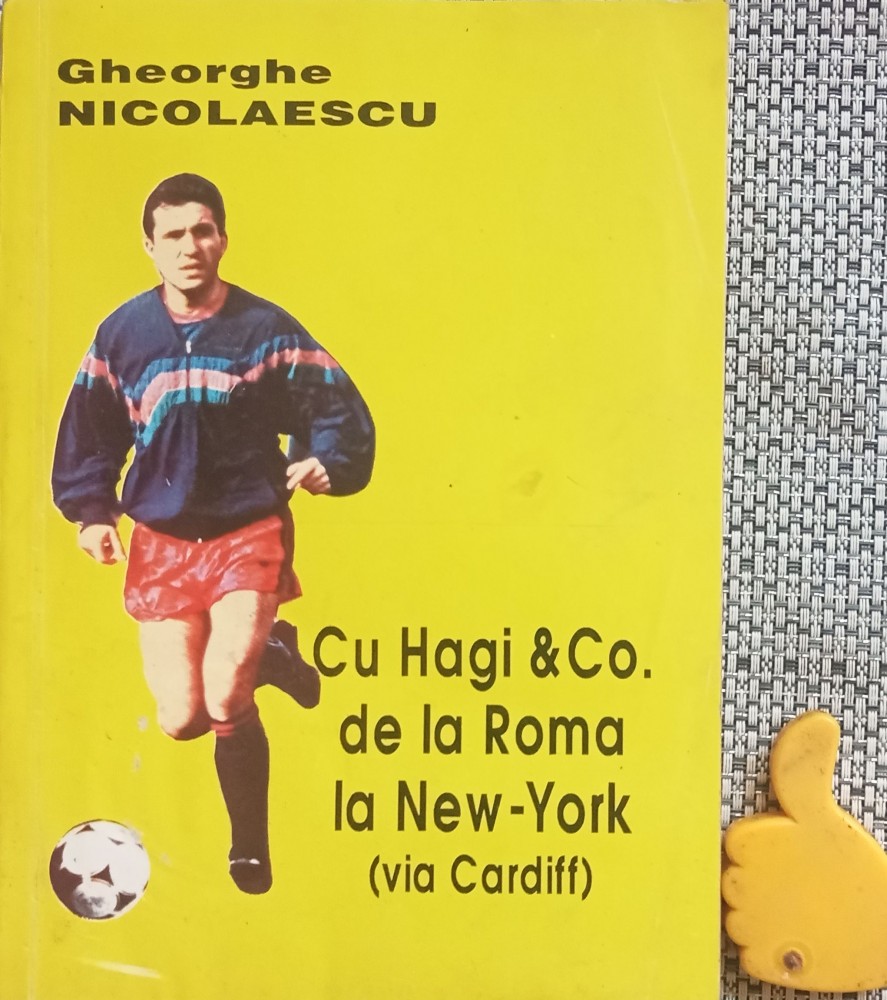 Gheorghe
NICOLAESCU
Cu Hagi & Co.
de la Roma
la New-York
(via Cardiff)